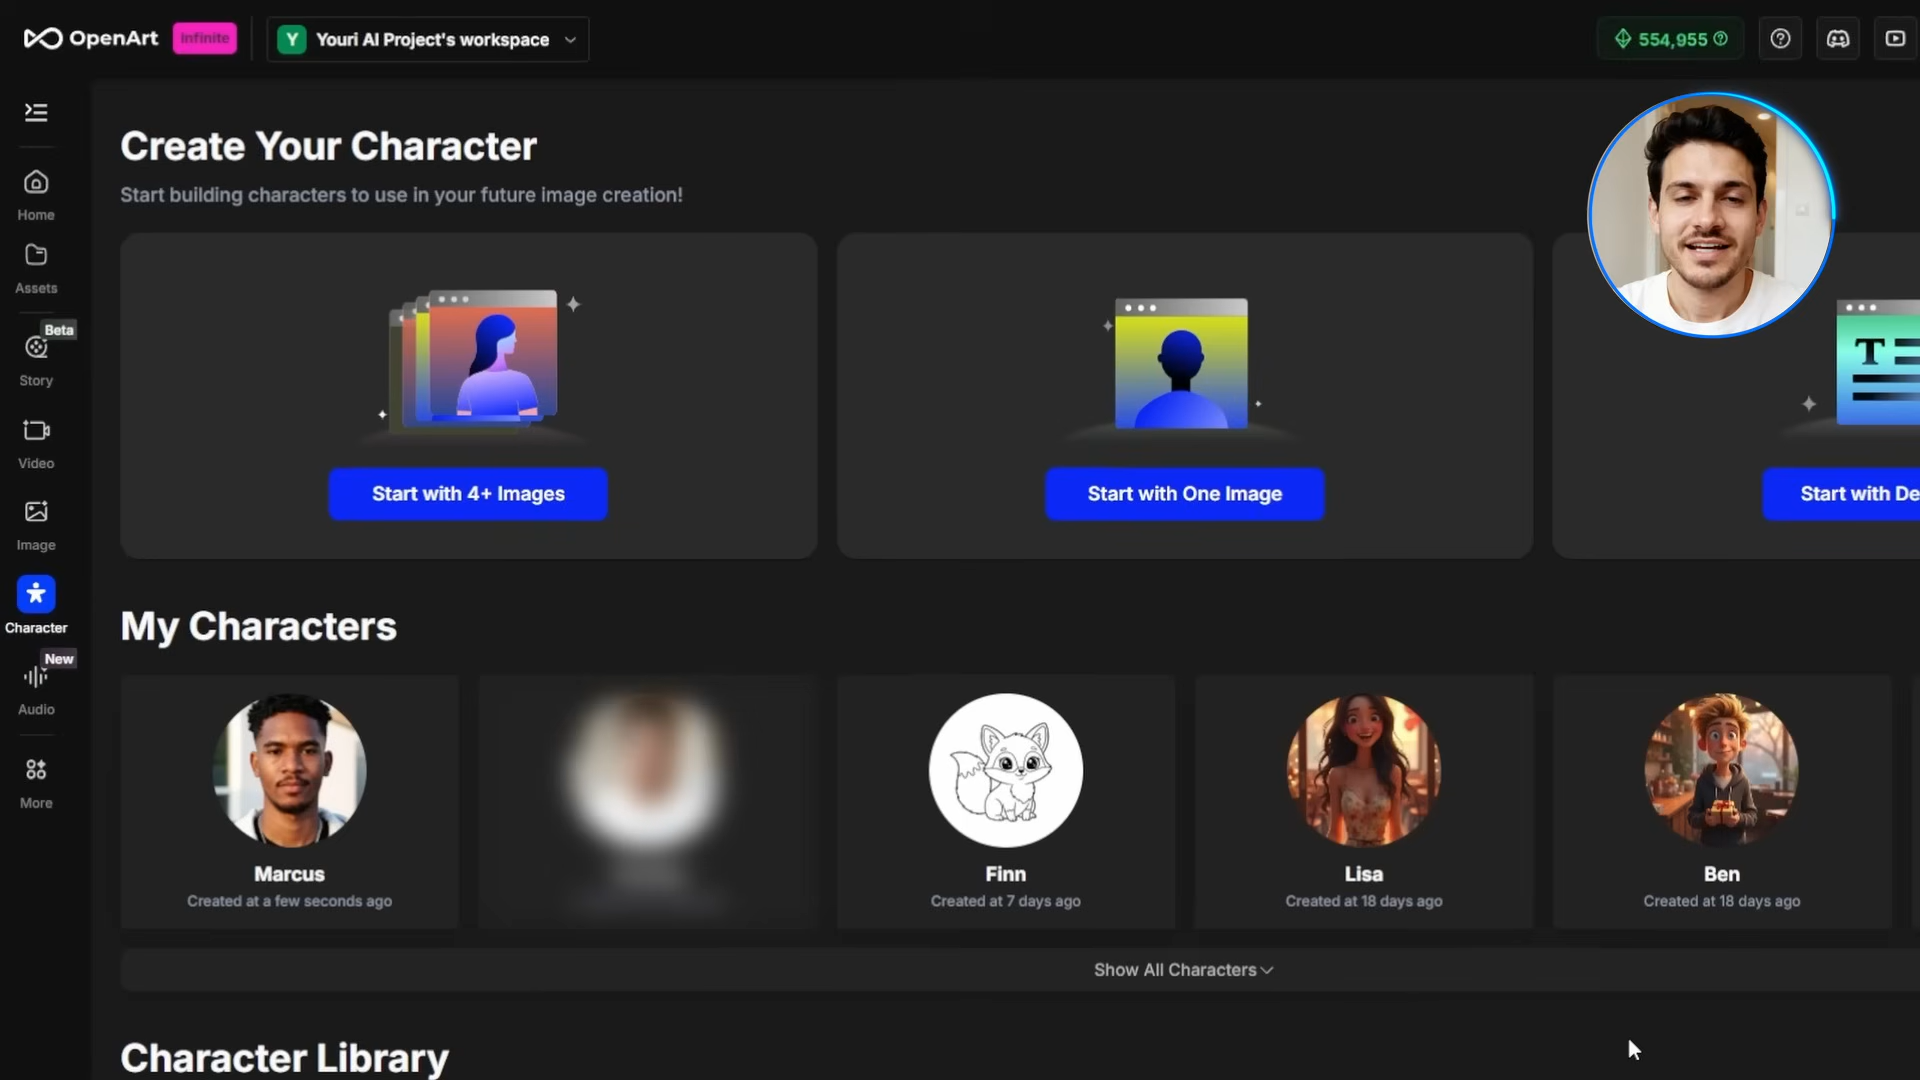 OpenArt Infinite Y Youri AI Project's workspace 554,955
Create Your Character
Start building characters to use in your future image creation!
Home
Assets
Beta
Story
Video
Image
Character
New
Audio
More
T
Start with 4+ Images
Start with One Image
Start with De
My Characters
Marcus
Created at a few seconds ago
Finn
Created at 7 days ago
Lisa
Created at 18 days ago
Ben
Created at 18 days ago
Show All Characters
Character Library